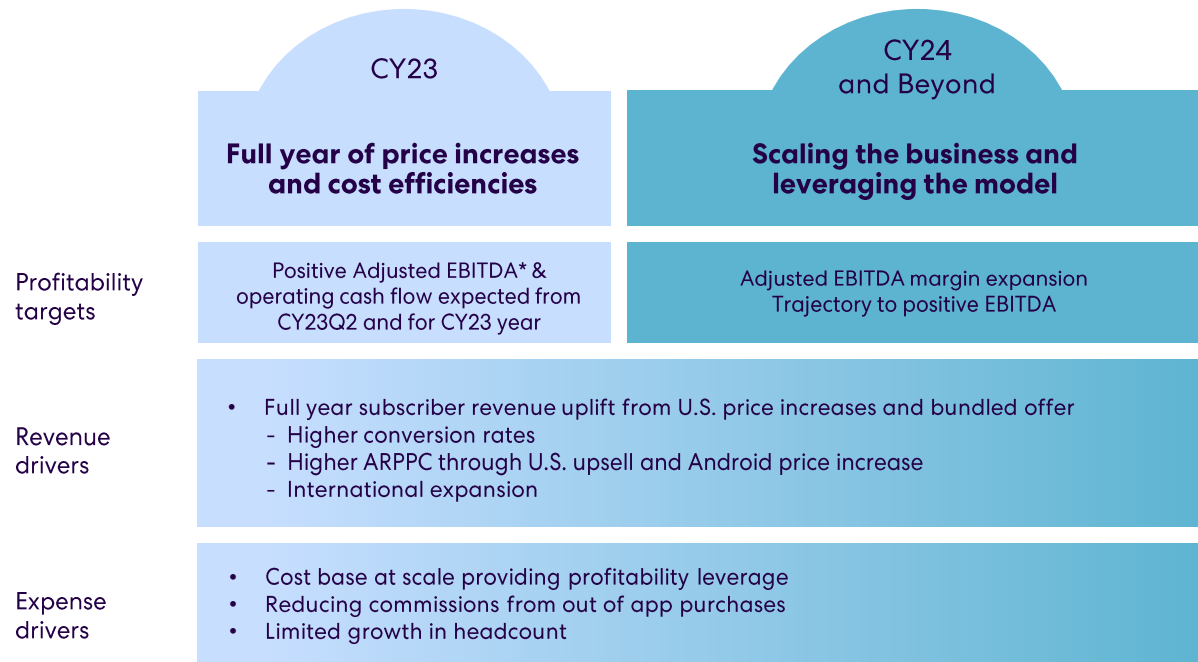 CY23
CY24
and Beyond
Full year of price increases
and cost efficiencies
Scaling the business and
leveraging the model
Profitability
targets
Positive Adjusted EBITDA* &
operating cash flow expected from
CY23Q2 and for CY23 year
Adjusted EBITDA margin expansion
Trajectory to positive EBITDA
Revenue
drivers
• Full year subscriber revenue uplift from U.S. price increases and bundled offer
- Higher conversion rates
- Higher ARPPC through U.S. upsell and Android price increase
- International expansion
Expense
drivers
• Cost base at scale providing profitability leverage
• Reducing commissions from out of app purchases
• Limited growth in headcount